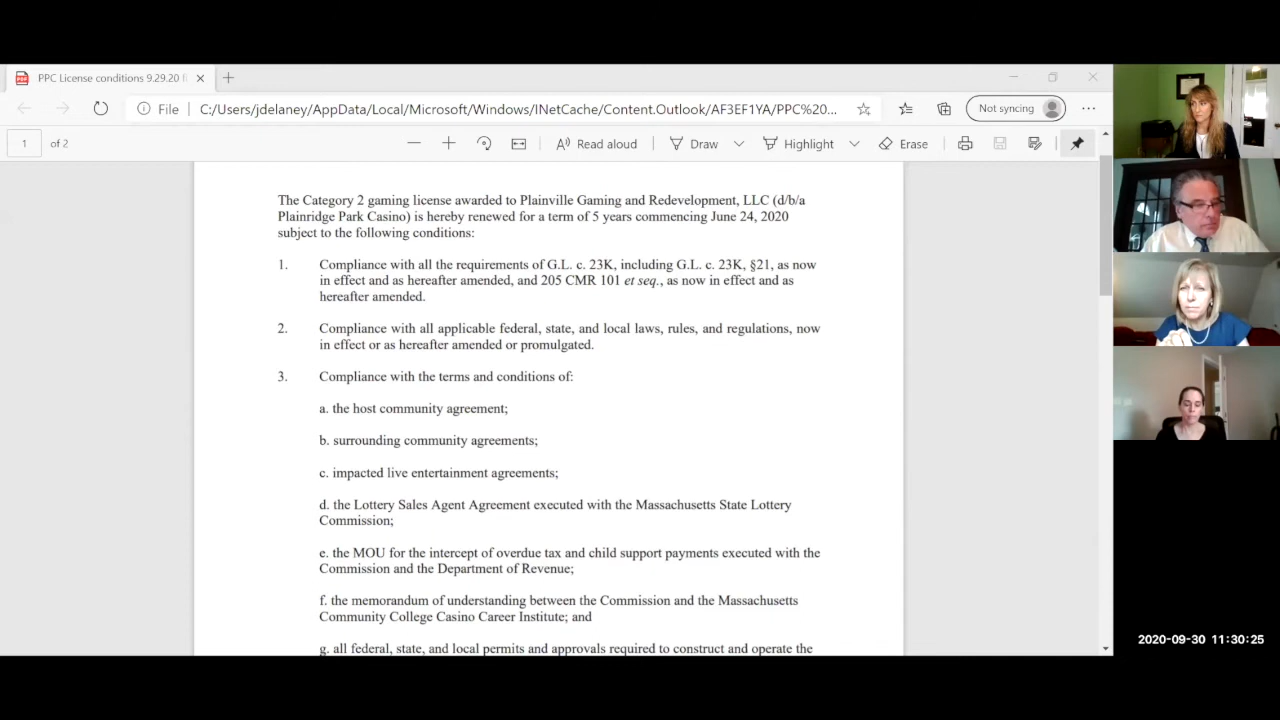 PPC License conditions 9.29.20 fi
File
C:/Users/jdelaney/AppData/Local/Microsoft/Windows/INetCache/Content.Outlook/AF3EF1YA/PPC%20...
Not syncing
1 of 2
Read aloud
Draw
Highlight
Erase
The Category 2 gaming license awarded to Plainville Gaming and Redevelopment, LLC (d/b/a
Plainridge Park Casino) is hereby renewed for a term of 5 years commencing June 24, 2020
subject to the following conditions:
1. Compliance with all the requirements of G.L. c. 23K, including G.L. c. 23K, §21, as now
in effect and as hereafter amended, and 205 CMR 101 et seq., as now in effect and as
hereafter amended.
2. Compliance with all applicable federal, state, and local laws, rules, and regulations, now
in effect or as hereafter amended or promulgated.
3. Compliance with the terms and conditions of:
a. the host community agreement;
b. surrounding community agreements;
c. impacted live entertainment agreements;
d. the Lottery Sales Agent Agreement executed with the Massachusetts State Lottery
Commission;
e. the MOU for the intercept of overdue tax and child support payments executed with the
Commission and the Department of Revenue;
f. the memorandum of understanding between the Commission and the Massachusetts
Community College Casino Career Institute; and
g. all federal, state, and local permits and approvals required to construct and operate the
2020-09-30 11:30:25